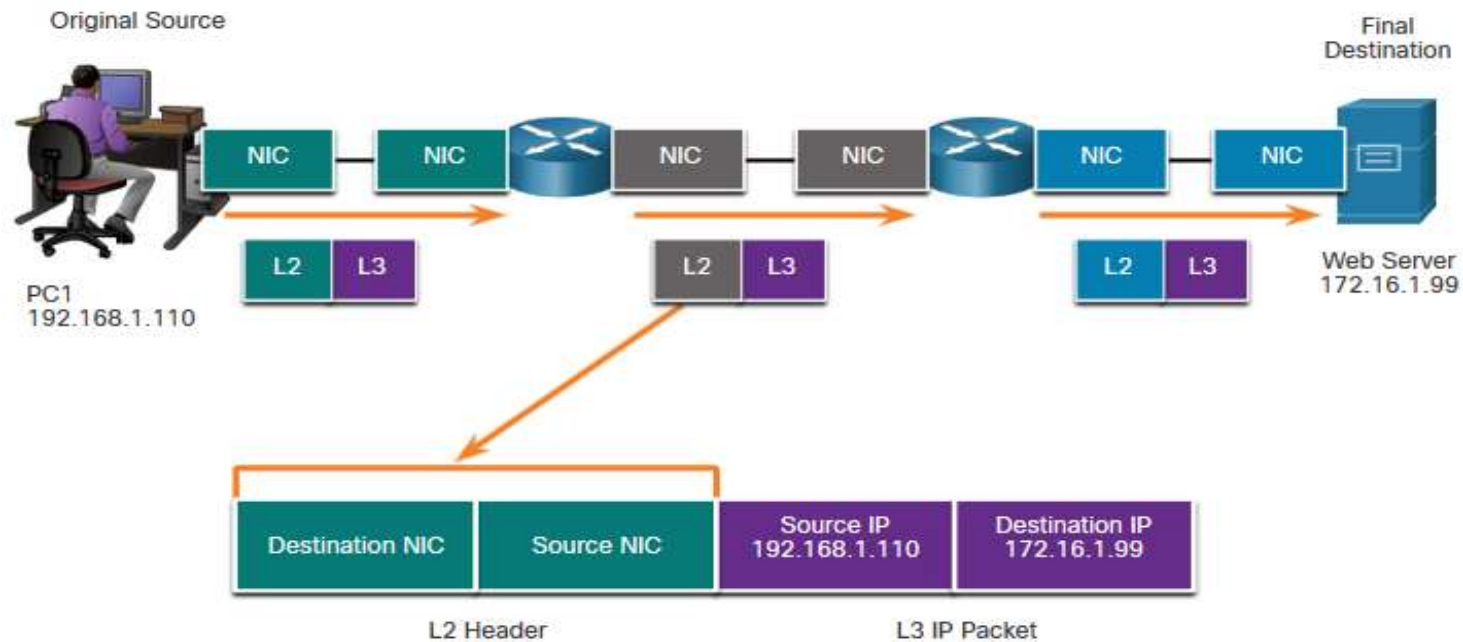 Original Source
Final
Destination
NIC
NIC
NIC
NIC
NIC
NIC
L2
L3
L2
L3
L2
L3
PC1
192.168.1.110
Web Server
172.16.1.99
Destination NIC
Source NIC
Source IP
192.168.1.110
Destination IP
172.16.1.99
L2 Header
L3 IP Packet